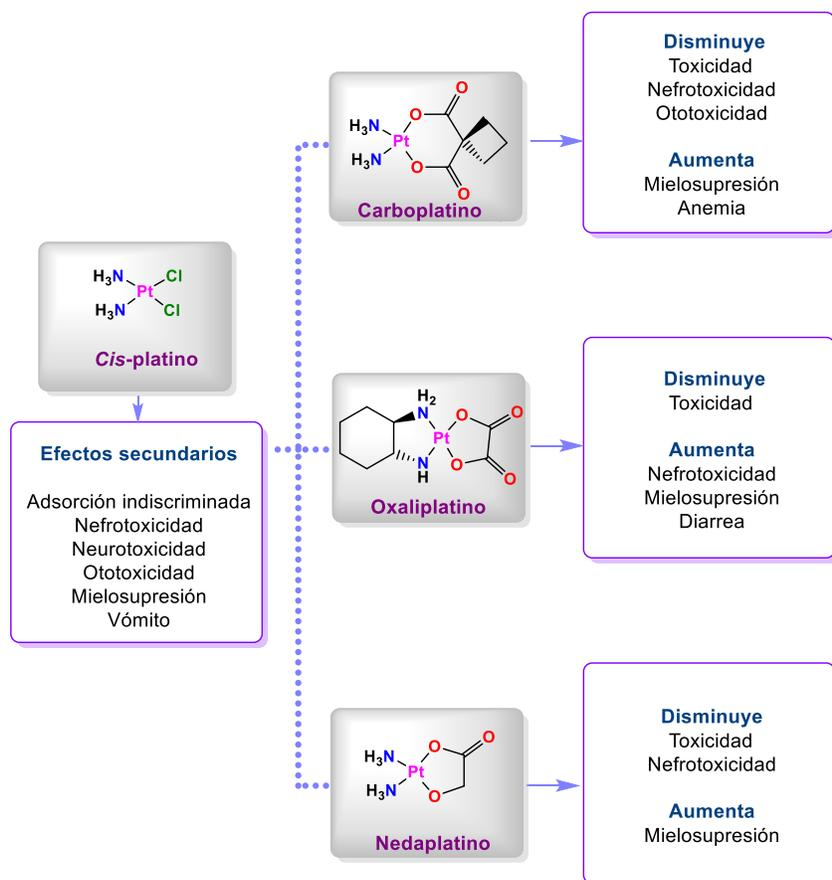 H3N
H3N
Pt
Cl
Cl
Cis-platino
Efectos secundarios
Adsorción indiscriminada
Nefrotoxicidad
Neurotoxicidad
Ototoxicidad
Mielosupresión
Vómito
H3N
H3N
Pt
O
O
O
O
Carboplatino
Disminuye
Toxicidad
Nefrotoxicidad
Ototoxicidad
Aumenta
Mielosupresión
Anemia
H2
N
N
H
Pt
O
O
O
O
Oxaliplatino
Disminuye
Toxicidad
Aumenta
Nefrotoxicidad
Mielosupresión
Diarrea
H3N
H3N
Pt
O
O
O
Nedaplatino
Disminuye
Toxicidad
Nefrotoxicidad
Aumenta
Mielosupresión